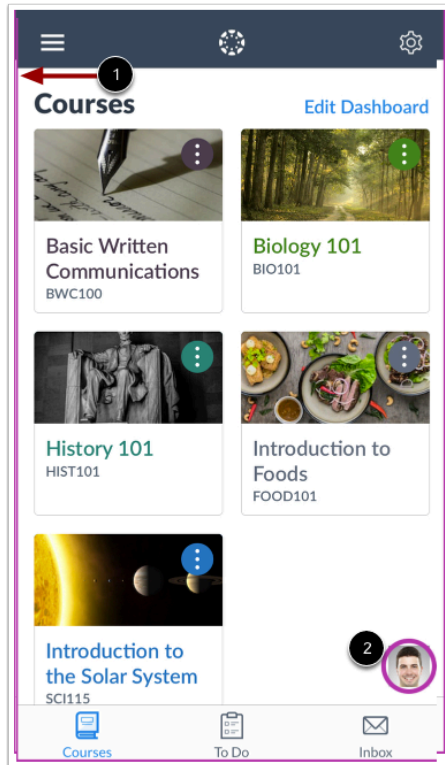 1
Courses
Edit Dashboard
Basic Written
Communications
BWC100
Biology 101
BIO101
History 101
HIST101
Introduction to
Foods
FOOD101
Introduction to
the Solar System
SCI115
2
Courses
To Do
Inbox